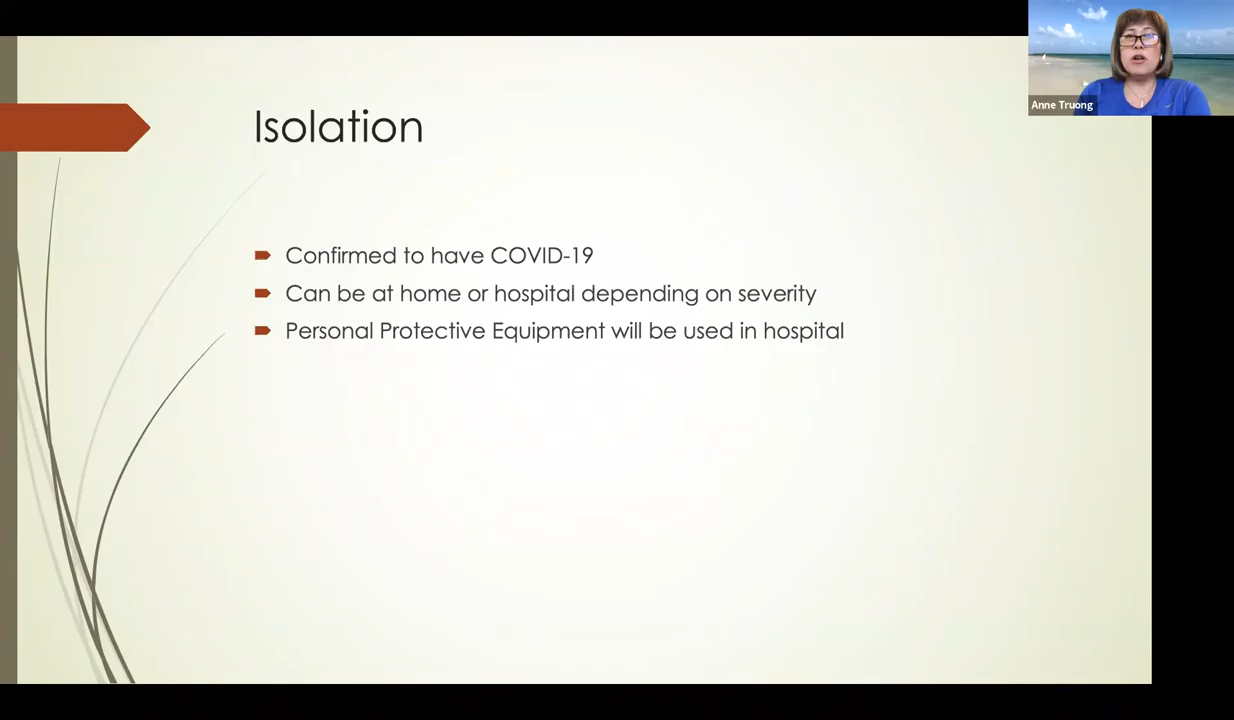 Isolation
Confirmed to have COVID-19
Can be at home or hospital depending on severity
Personal Protective Equipment will be used in hospital
Anne Truong